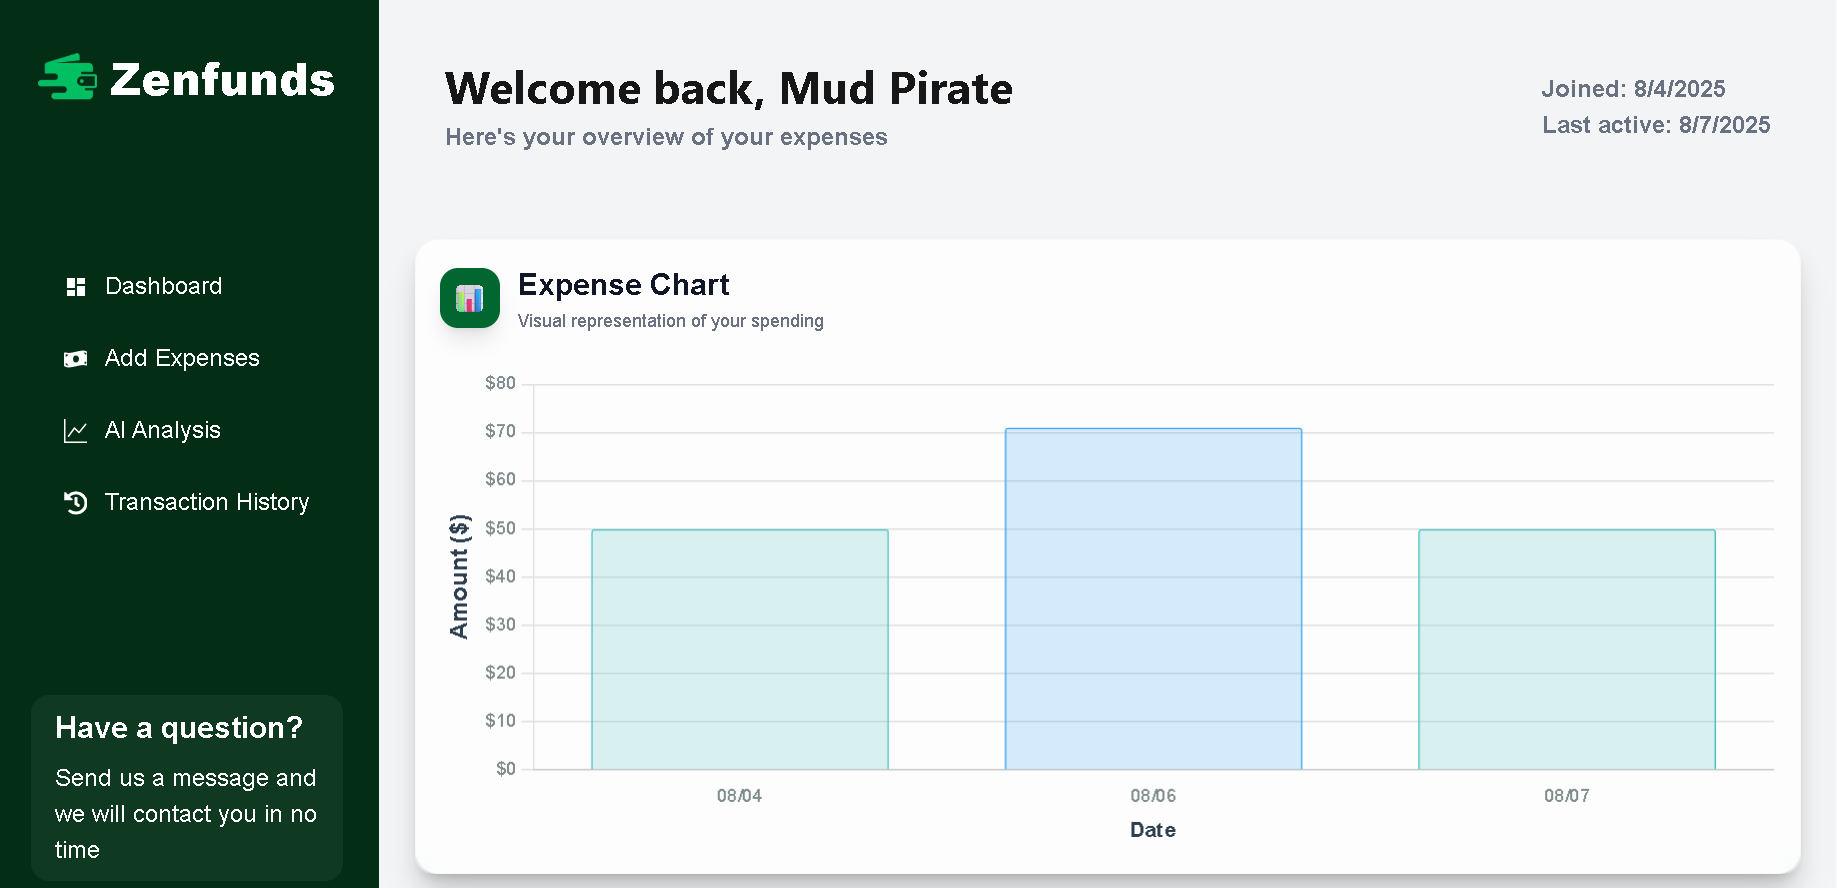 Zenfunds
Dashboard
Add Expenses
AI Analysis
Transaction History
Have a question?
Send us a message and
we will contact you in no
time
Welcome back, Mud Pirate
Here's your overview of your expenses
Joined: 8/4/2025
Last active: 8/7/2025
Expense Chart
Visual representation of your spending
Amount ($)
$80
$70
$60
$50
$40
$30
$20
$10
$0
08/04 08/06 08/07
Date